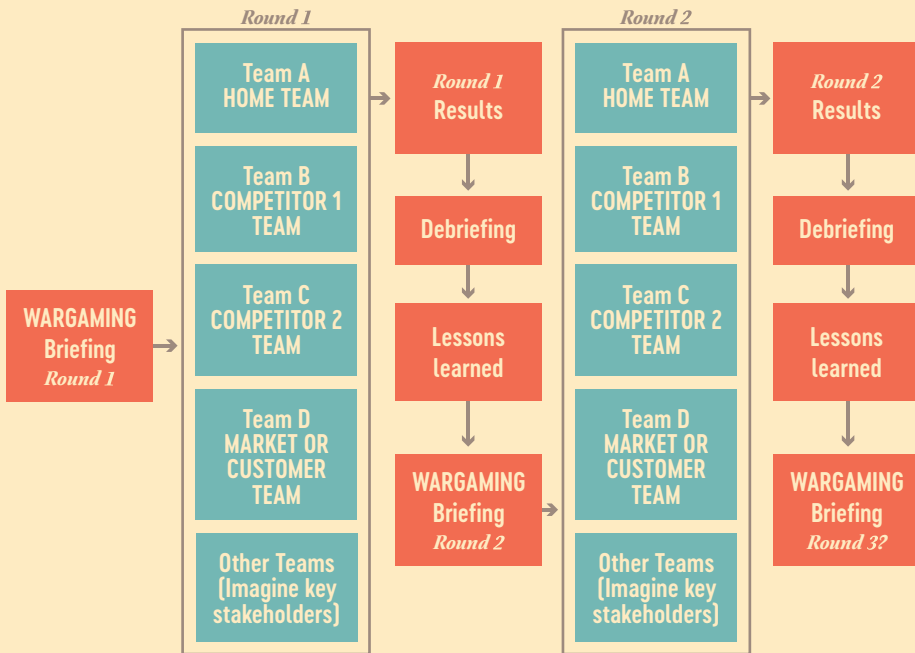 WARGAMING
Briefing
Round 1
Round 1
Team A
HOME TEAM
Team B
COMPETITOR 1
TEAM
Team C
COMPETITOR 2
TEAM
Team D
MARKET OR
CUSTOMER
TEAM
Other Teams
(Imagine key
stakeholders)
Round 1
Results
Debriefing
Lessons
learned
WARGAMING
Briefing
Round 2
Round 2
Team A
HOME TEAM
Team B
COMPETITOR 1
TEAM
Team C
COMPETITOR 2
TEAM
Team D
MARKET OR
CUSTOMER
TEAM
Other Teams
(Imagine key
stakeholders)
Round 2
Results
Debriefing
Lessons
learned
WARGAMING
Briefing
Round 3?